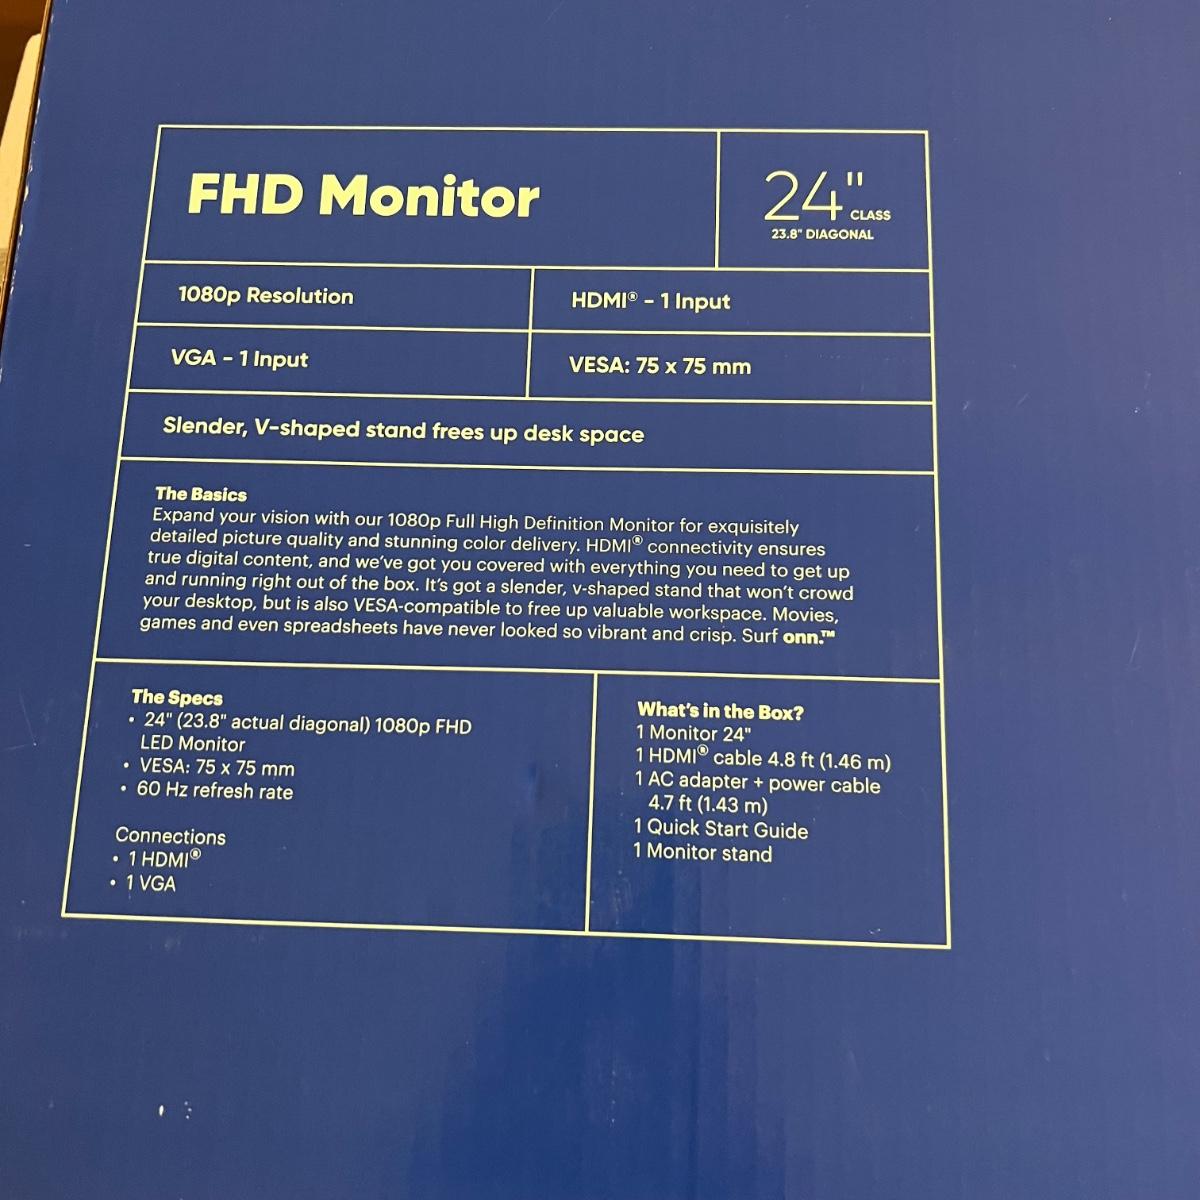 FHD Monitor
24" CLASS
23.8" DIAGONAL
1080p Resolution
HDMI® - 1 Input
VGA - 1 Input
VESA: 75 x 75 mm
Slender, V-shaped stand frees up desk space
The Basics
Expand your vision with our 1080p Full High Definition Monitor for exquisitely
detailed picture quality and stunning color delivery. HDMI® connectivity ensures
true digital content, and we've got you covered with everything you need to get up
and running right out of the box. It's got a slender, v-shaped stand that won't crowd
your desktop, but is also VESA-compatible to free up valuable workspace. Movies,
games and even spreadsheets have never looked so vibrant and crisp. Surf onn.™
The Specs
• 24" (23.8" actual diagonal) 1080p FHD
LED Monitor
• VESA: 75 x 75 mm
• 60 Hz refresh rate
Connections
• 1 HDMI®
• 1 VGA
What's in the Box?
1 Monitor 24"
1 HDMI® cable 4.8 ft (1.46 m)
1 AC adapter + power cable
4.7 ft (1.43 m)
1 Quick Start Guide
1 Monitor stand